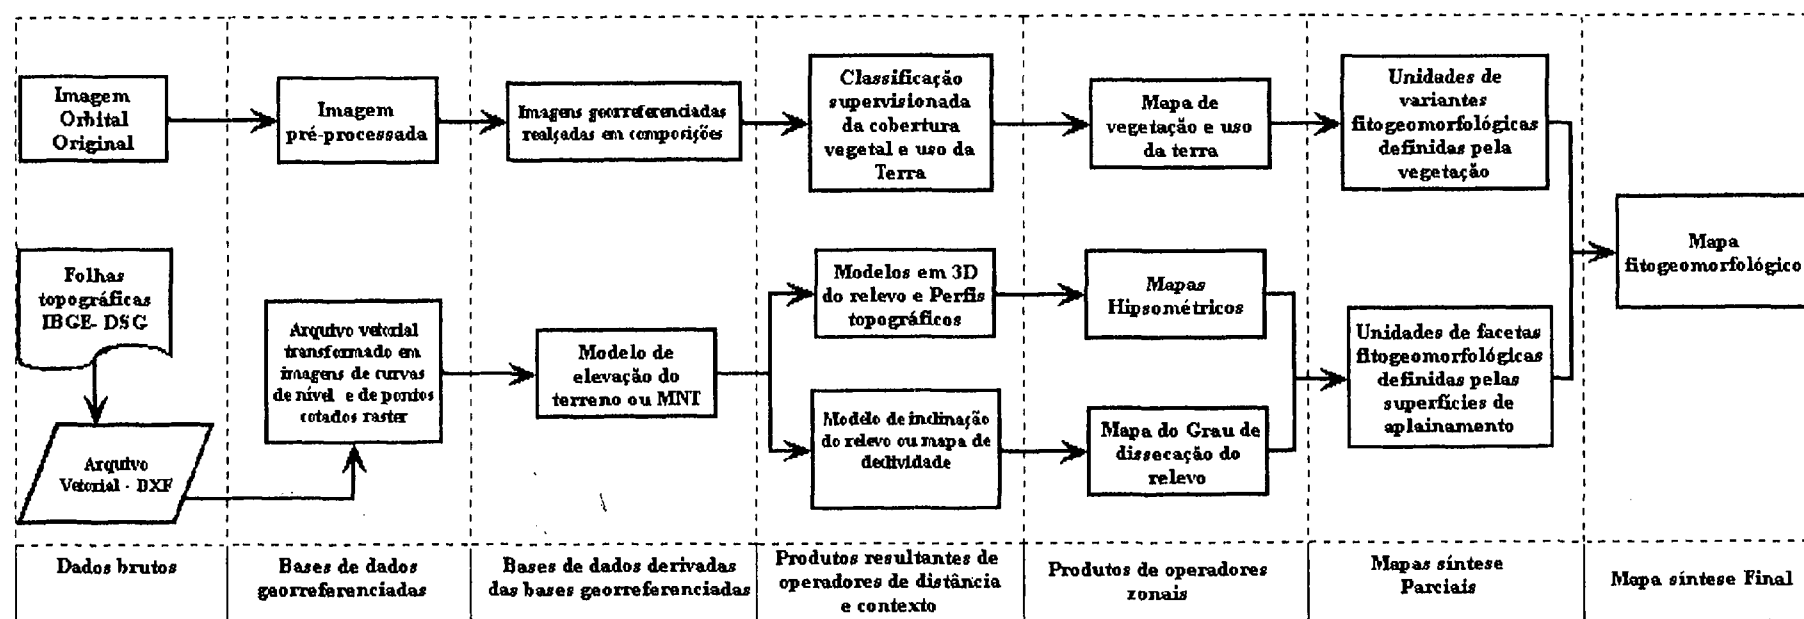 Imagem
Orbital
Original
Imagem
pré-processada
Imagens georreferenciadas
realçadas em composições
Classificação
supervisionada
da cobertura
vegetal e uso da
Terra
Mapa de
vegetação e uso
da terra
Unidades de
variantes
fitogeomorfológicas
definidas pela
vegetação
Mapa
fitogeomorfológico
Folhas
topográficas
IBGE- DSG
Arquivo
Vetorial - DXF
Arquivo vetorial
transformado em
imagens de curvas
de nível e de pontos
cotados raster
Modelo de
elevação do
terreno ou MNT
Modelos em 3D
do relevo e Perfis
topográficos
Mapas
Hipsométricos
Modelo de inclinação
do relevo ou mapa de
declividade
Mapa do Grau de
dissecação do
relevo
Unidades de facetas
fitogeomorfológicas
definidas pelas
superfícies de
aplainamento
Dados brutos
Bases de dados
georreferenciadas
Bases de dados derivadas
das bases georreferenciadas
Produtos resultantes de
operadores de distância
e contexto
Produtos de operadores
zonais
Mapas síntese
Parciais
Mapa síntese Final